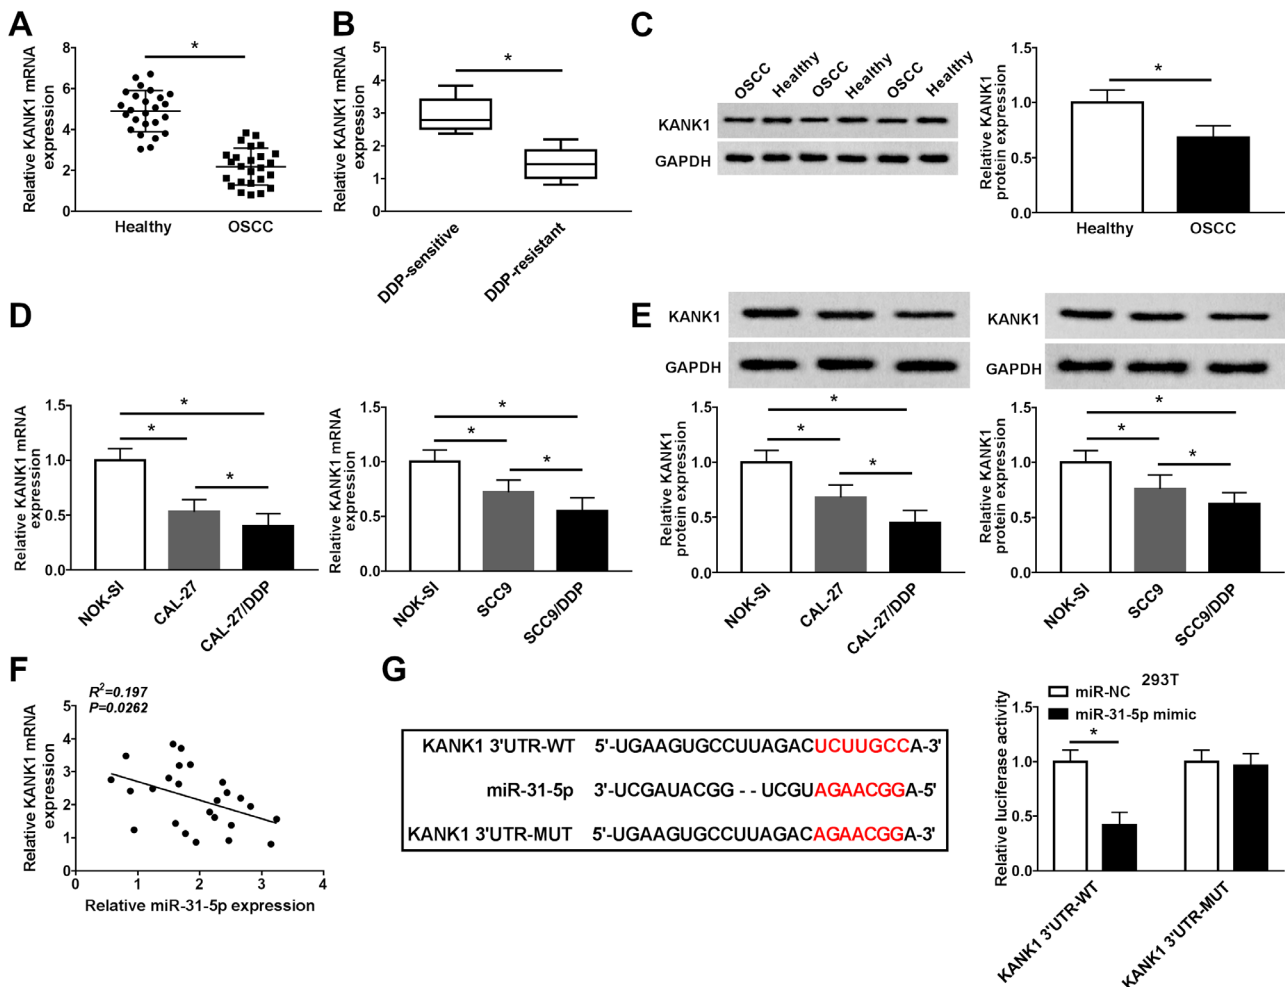 A
Relative KANK1 mRNA
expression
8
6
4
2
0
*
Healthy
OSCC
B
Relative KANK1 mRNA
expression
5
4
3
2
1
0
*
DDP-sensitive
DDP-resistant
C
OSCC
Healthy
OSCC
Healthy
OSCC
Healthy
KANK1
GAPDH
Relative KANK1
protein expression
1.5
1.0
0.5
0.0
*
Healthy
OSCC
D
Relative KANK1 mRNA
expression
1.5
1.0
0.5
0.0
*
*
*
NOK-SI
CAL-27
CAL-27/DDP
Relative KANK1 mRNA
expression
1.5
1.0
0.5
0.0
*
*
*
NOK-SI
SCC9
SCC9/DDP
E
KANK1
GAPDH
Relative KANK1
protein expression
1.5
1.0
0.5
0.0
*
*
*
NOK-SI
CAL-27
CAL-27/DDP
KANK1
GAPDH
Relative KANK1
protein expression
1.5
1.0
0.5
0.0
*
*
*
NOK-SI
SCC9
SCC9/DDP
F
R²=0.197
P=0.0262
Relative KANK1 mRNA
expression
5
4
3
2
1
0
0 1 2 3 4
Relative miR-31-5p expression
G
KANK1 3'UTR-WT 5'-UGAAGUGCCUUAGACUCUUGCCA-3'
miR-31-5p 3'-UCGAUACGG--UCGUAGAACGGA-5'
KANK1 3'UTR-MUT 5'-UGAAGUGCCUUAGACAGAACGGA-3'
293T
miR-NC
miR-31-5p mimic
Relative luciferase activity
1.5
1.0
0.5
0.0
*
KANK1 3'UTR-WT
KANK1 3'UTR-MUT